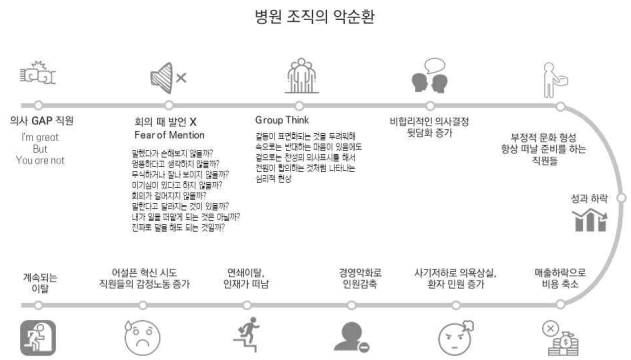 병원 조직의 악순환
의사 GAP 직원
I'm great
But
You are not
회의 때 발언 X
Fear of Mention
말했다가 손해보지 않을까?
엉뚱하다고 생각하지 않을까?
무식하거나 잘나 보이지 않을까?
이기심이 있다고 하지 않을까?
회의가 길어지지 않을까?
말한다고 달라지는 것이 있을까?
내가 일을 떠맡게 되는 것은 아닐까?
진짜로 말을 해도 되는 것일까?
Group Think
갈등이 표면화되는 것을 두려워해
속으로는 반대하는 마음이 있음에도
겉으로는 찬성의 의사표시를 해서
전원이 합의하는 것처럼 나타나는
심리적 현상
비합리적인 의사결정
뒷담화 증가
부정적 문화 형성
항상 떠날 준비를 하는
직원들
성과 하락
매출하락으로
비용 축소
사기저하로 의욕상실,
환자 민원 증가
경영악화로
인원감축
연쇄이탈,
인재가 떠남
어설픈 혁신 시도
직원들의 감정노동 증가
계속되는
이탈